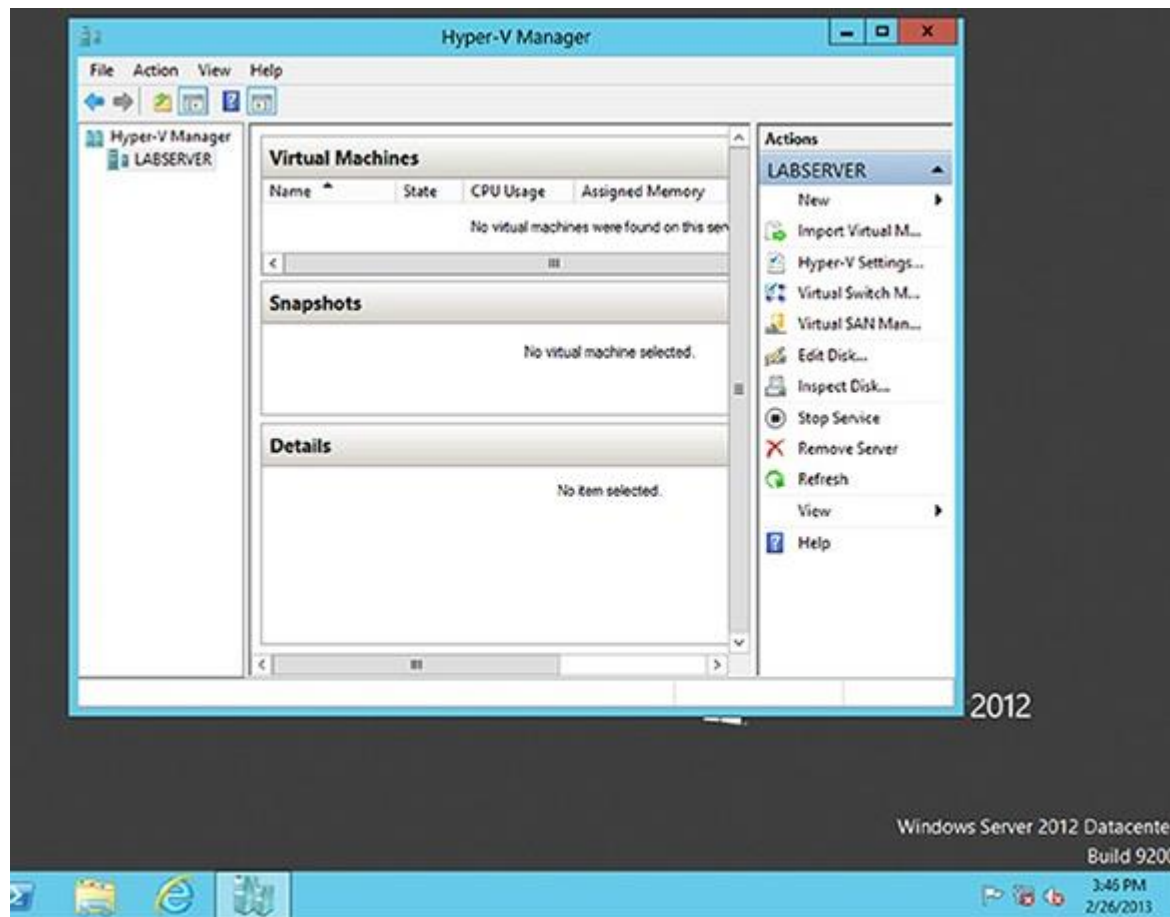 Hyper-V Manager
File Action View Help
Hyper-V Manager
LABSERVER
Virtual Machines
Name State CPU Usage Assigned Memory
No virtual machines were found on this serv
Snapshots
No virtual machine selected.
Details
No item selected.
Actions
LABSERVER
New
Import Virtual M...
Hyper-V Settings...
Virtual Switch M...
Virtual SAN Man...
Edit Disk...
Inspect Disk...
Stop Service
Remove Server
Refresh
View
Help
2012
Windows Server 2012 Datacente
Build 9200
3:46 PM
2/26/2013